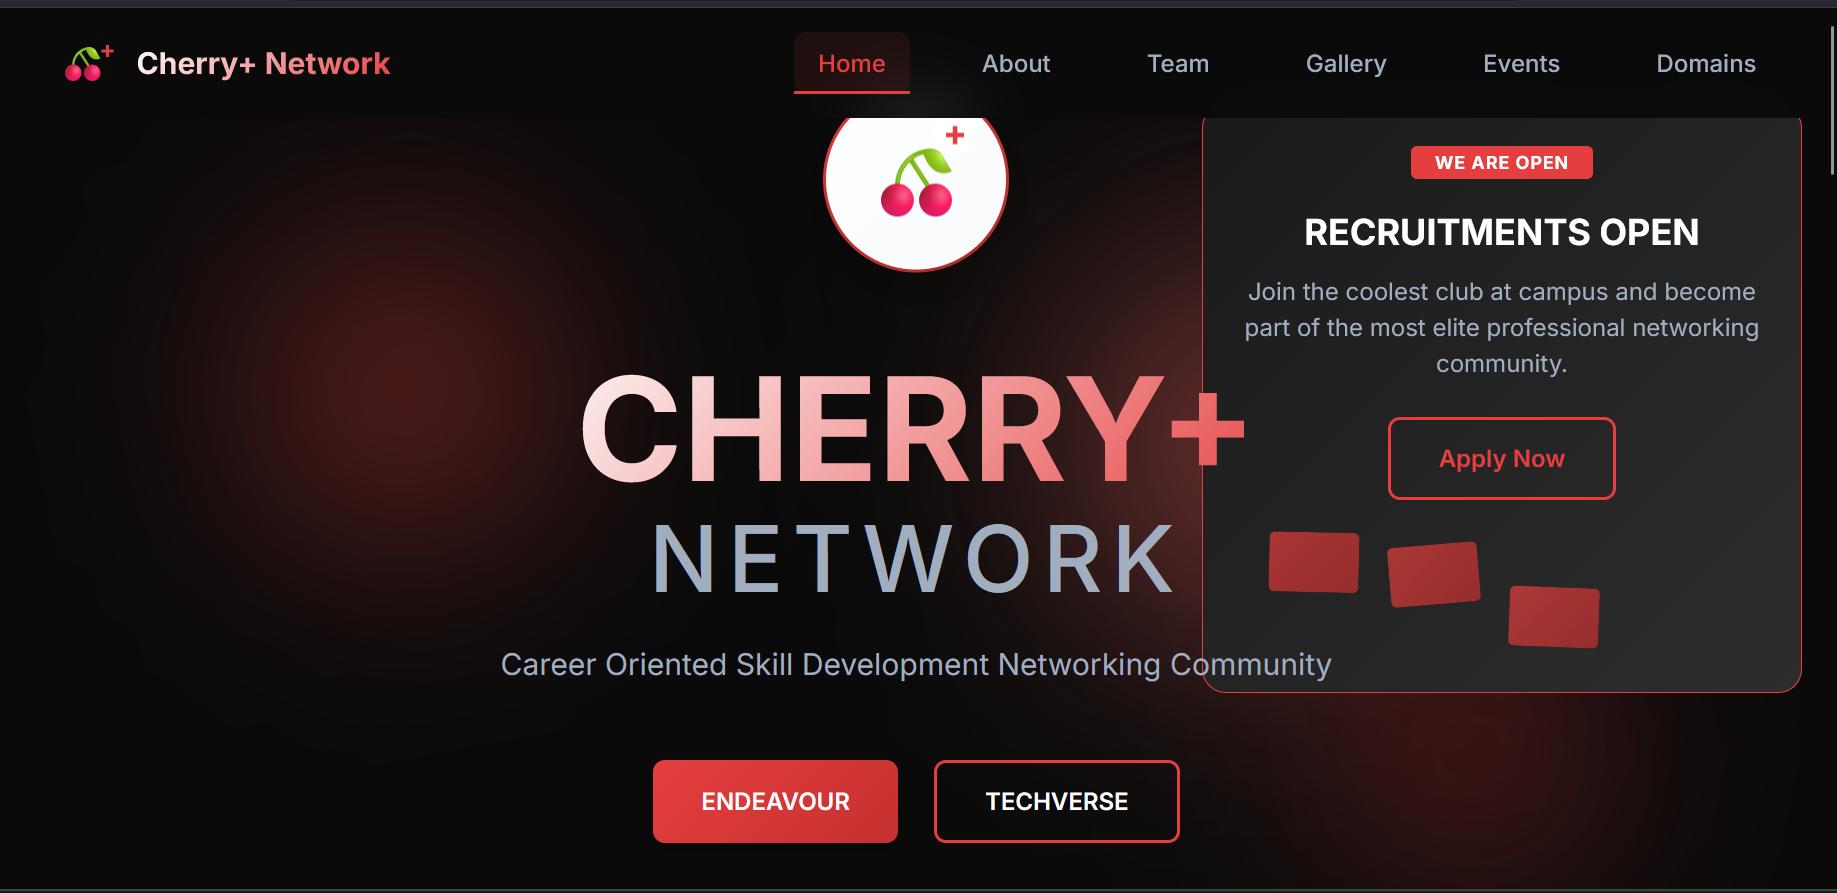 Cherry+ Network
Home
About
Team
Gallery
Events
Domains
WE ARE OPEN
RECRUITMENTS OPEN
Join the coolest club at campus and become
part of the most elite professional networking
community.
Apply Now
CHERRY+
NETWORK
Career Oriented Skill Development Networking Community
ENDEAVOUR
TECHVERSE